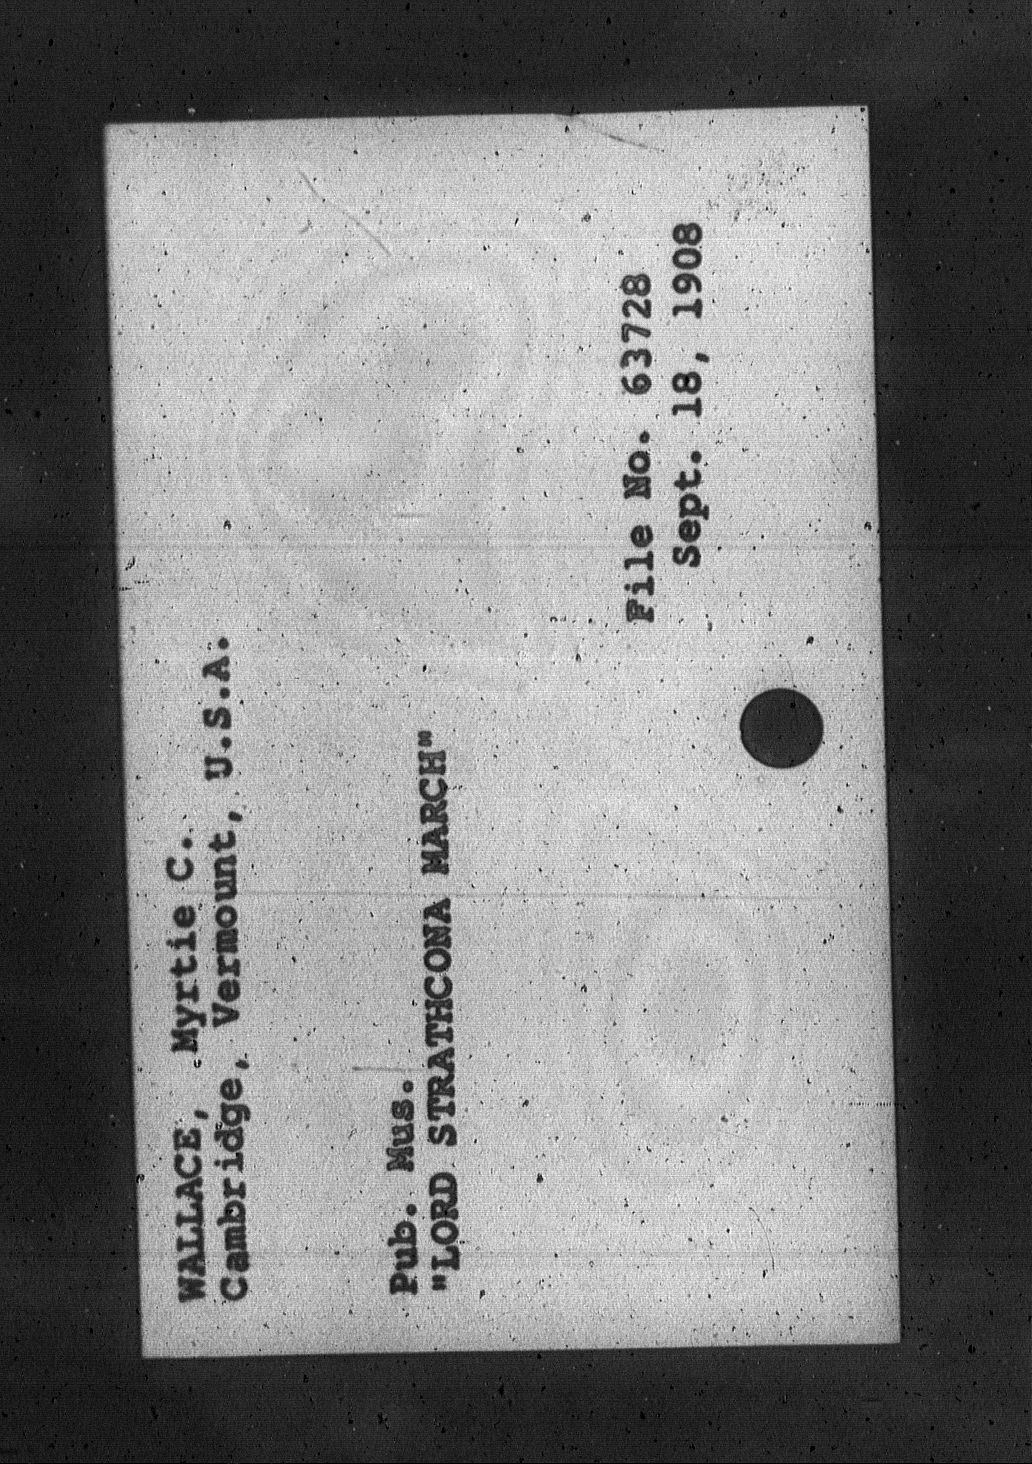 WALLACE, Myrtie C.
Cambridge, Vermount, U.S.A.
Pub. Mus.
"LORD STRATHCONA MARCH"
File No. 63728
Sept. 18, 1908